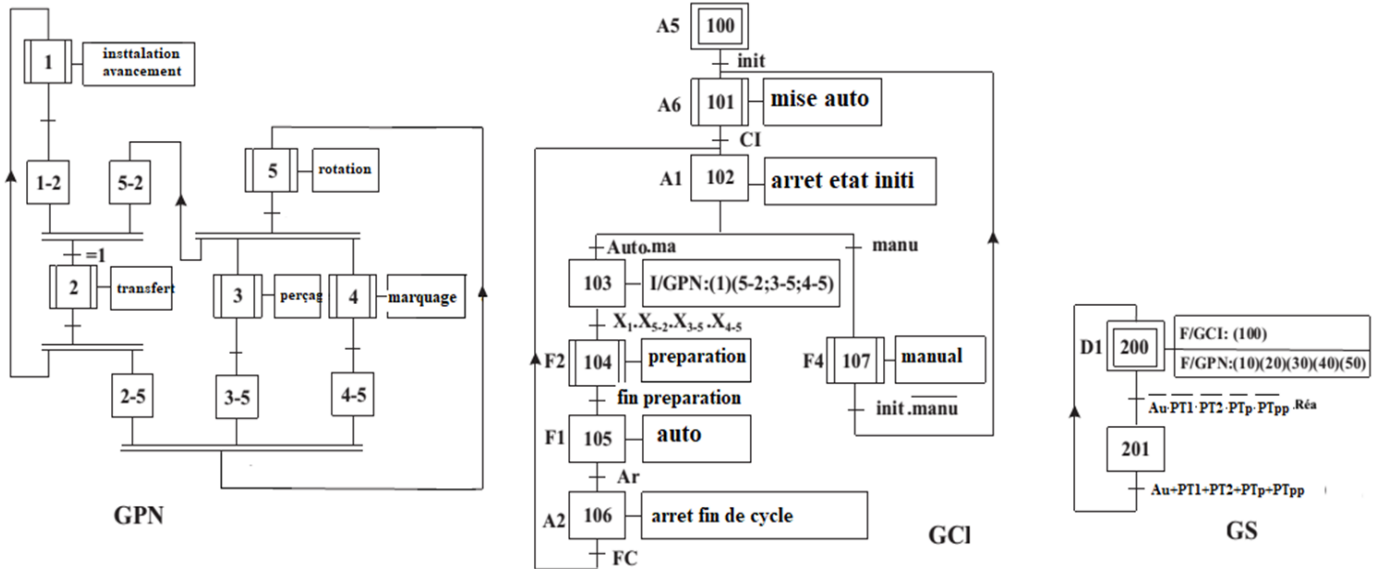 1
insttalation
avancement
1-2
5-2
5
rotation
=1
2
transfert
3
perçag
4
marquage
2-5
3-5
4-5
GPN
A5
100
init
A6
101
mise auto
CI
A1
102
arret etat initi
Auto.ma
manu
103
I/GPN:(1)(5-2;3-5;4-5)
X1.X5-2.X3-5.X4-5
F2
104
preparation
F4
107
manual
fin preparation
init.manu
F1
105
auto
Ar
A2
106
arret fin de cycle
FC
GCI
D1
200
F/GCI: (100)
F/GPN:(10)(20)(30)(40)(50)
Au.PT1.PT2.PTp.PTpp.Réa
201
Au+PT1+PT2+PTp+PTpp
GS